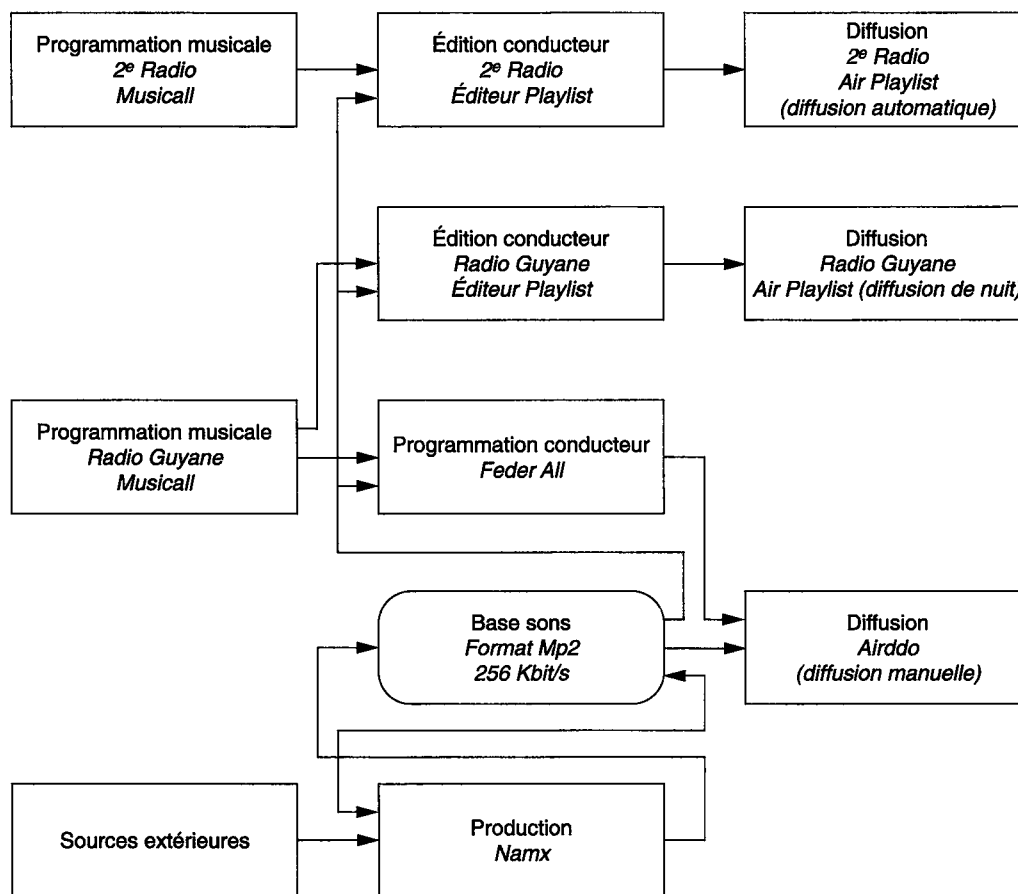 Programmation musicale
2e Radio
Musicall
Édition conducteur
2e Radio
Éditeur Playlist
Diffusion
2e Radio
Air Playlist
(diffusion automatique)
Édition conducteur
Radio Guyane
Éditeur Playlist
Diffusion
Radio Guyane
Air Playlist (diffusion de nuit)
Programmation musicale
Radio Guyane
Musicall
Programmation conducteur
Feder All
Base sons
Format Mp2
256 Kbit/s
Diffusion
Airddo
(diffusion manuelle)
Sources extérieures
Production
Namx